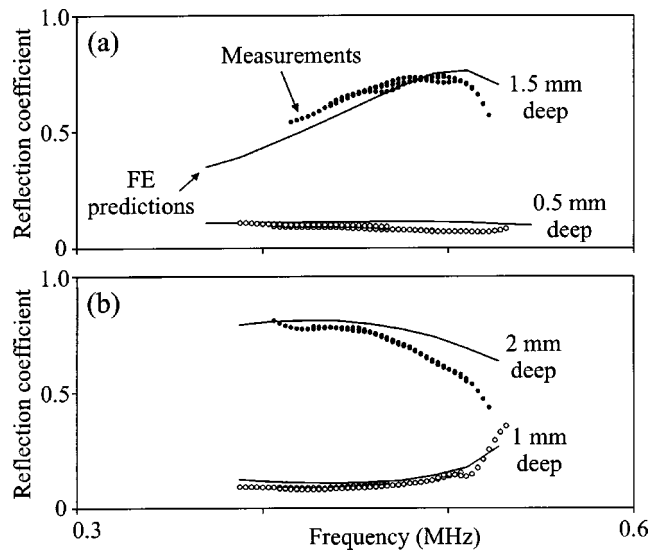 1.0
(a)
Measurements
1.5 mm
deep
0.5
Reflection coefficient
FE
predictions
0.5 mm
deep
0
1.0
(b)
2 mm
deep
0.5
Reflection coefficient
1 mm
deep
0
0.3
Frequency (MHz)
0.6